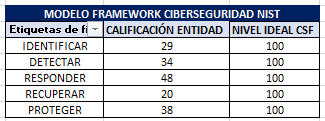 MODELO FRAMEWORK CIBERSEGURIDAD NIST
Etiquetas de fi CALIFICACIÓN ENTIDAD NIVEL IDEAL CSF
IDENTIFICAR 29 100
DETECTAR 34 100
RESPONDER 48 100
RECUPERAR 20 100
PROTEGER 38 100